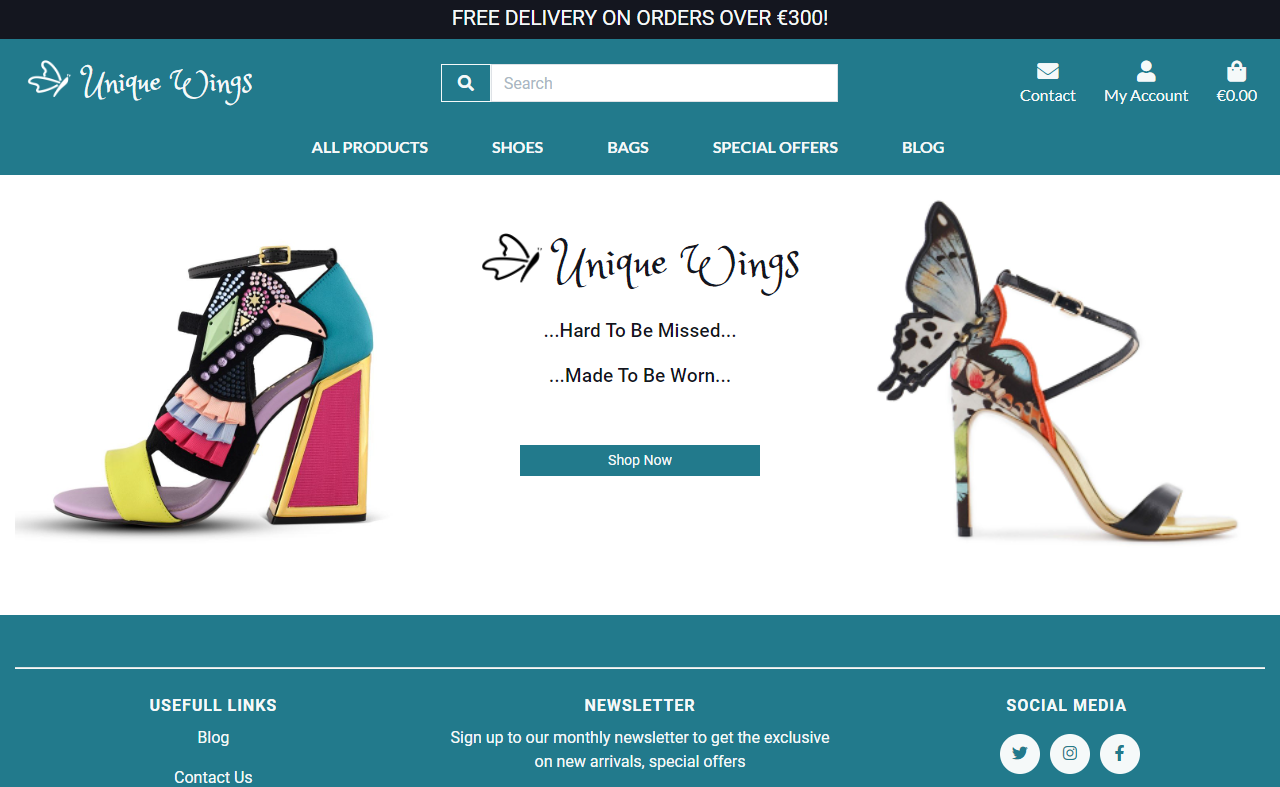 FREE DELIVERY ON ORDERS OVER €300!
Unique Wings
Search
Contact
My Account
€0.00
ALL PRODUCTS
SHOES
BAGS
SPECIAL OFFERS
BLOG
Unique Wings
...Hard To Be Missed...
...Made To Be Worn...
Shop Now
USEFULL LINKS
Blog
Contact Us
NEWSLETTER
Sign up to our monthly newsletter to get the exclusive
on new arrivals, special offers
SOCIAL MEDIA